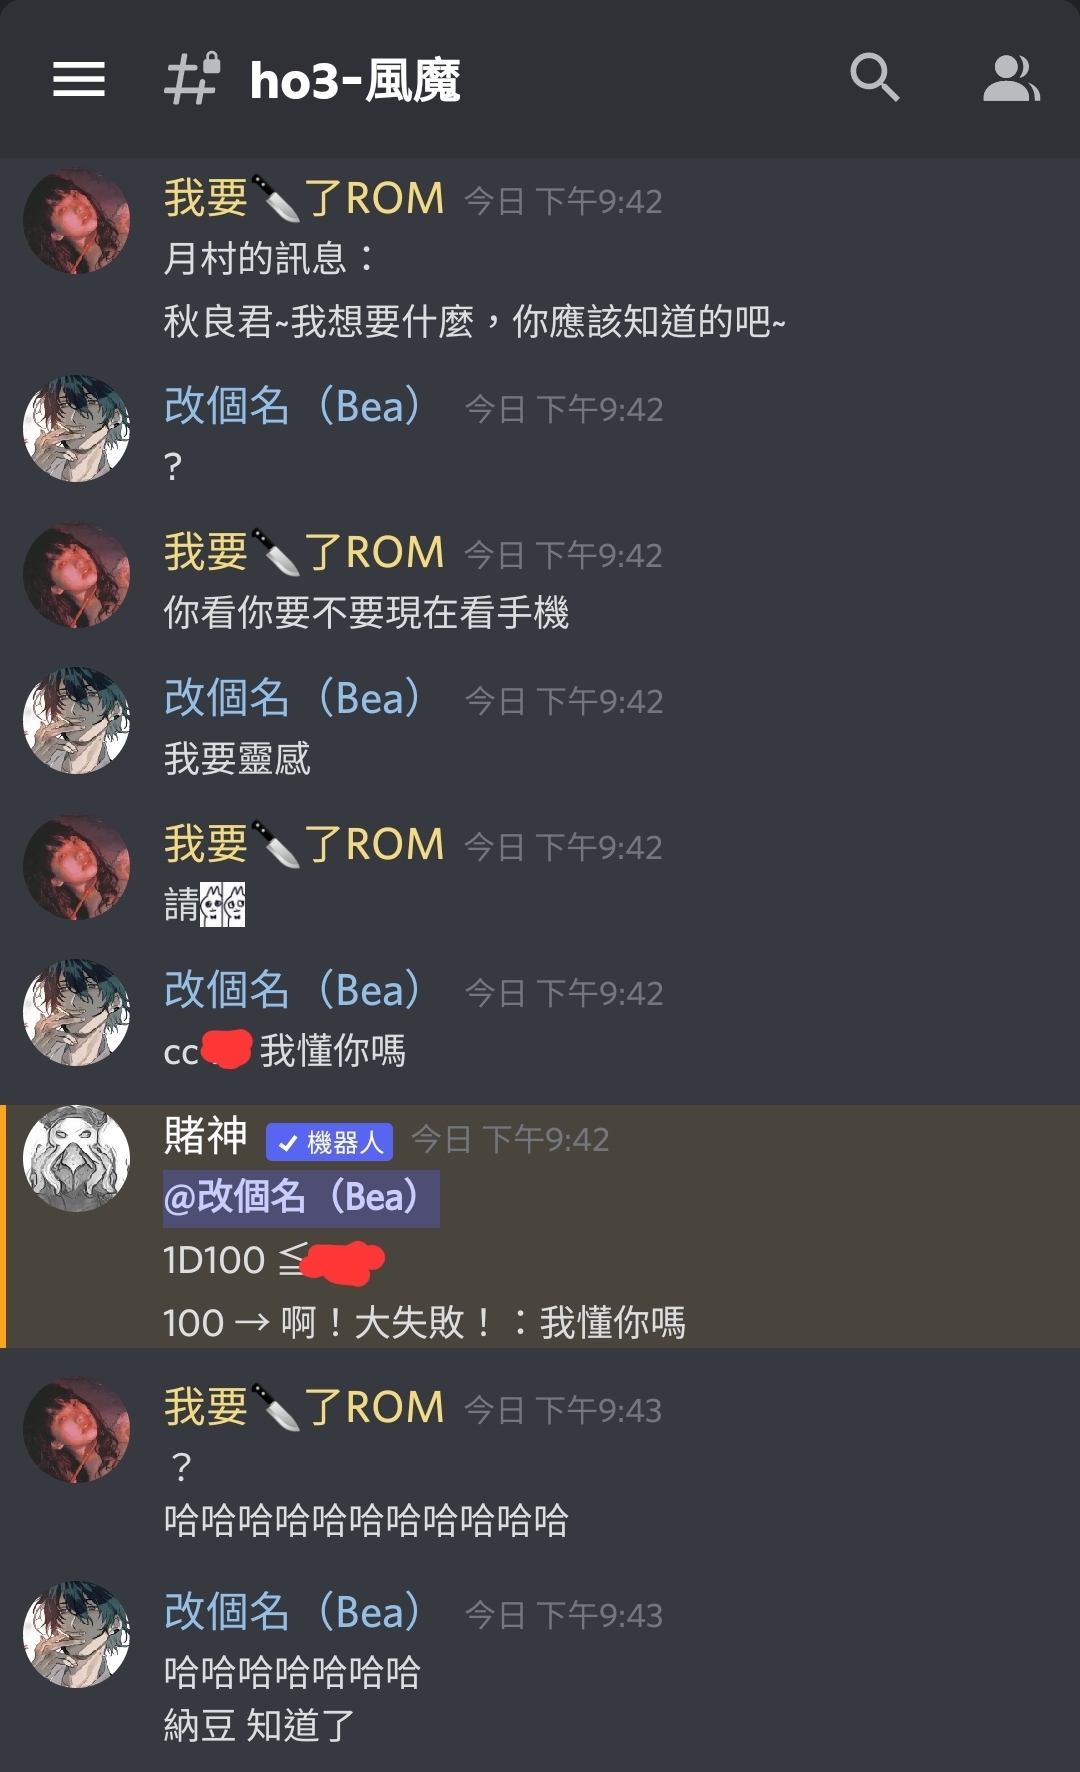 ho3-風魔
我要🔪了ROM 今日 下午9:42
月村的訊息：
秋良君~我想要什麼，你應該知道的吧~
改個名（Bea） 今日 下午9:42
?
我要🔪了ROM 今日 下午9:42
你看你要不要現在看手機
改個名（Bea） 今日 下午9:42
我要靈感
我要🔪了ROM 今日 下午9:42
請
改個名（Bea） 今日 下午9:42
cc 我懂你嗎
賭神 ✓ 機器人 今日 下午9:42
@改個名（Bea）
1D100 ≦
100 → 啊！大失敗！：我懂你嗎
我要🔪了ROM 今日 下午9:43
？
哈哈哈哈哈哈哈哈哈哈哈
改個名（Bea） 今日 下午9:43
哈哈哈哈哈哈哈
納豆 知道了